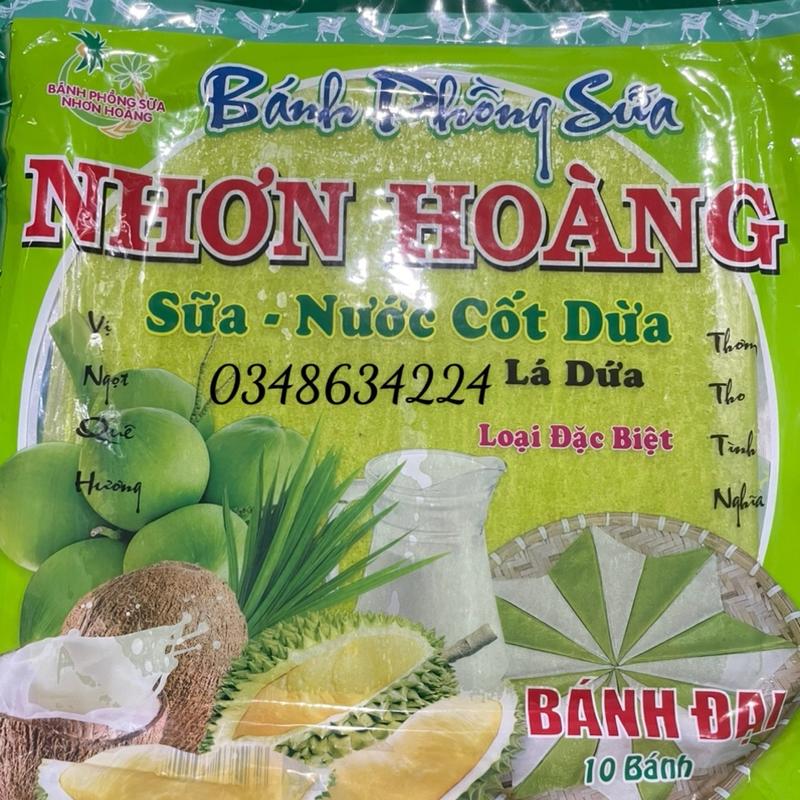 BÁNH PHỒNG SỮA
NHƠN HOÀNG
Bánh Phồng Sữa
NHƠN HOÀNG
Sữa - Nước Cốt Dừa
Lá Dứa
0348634224
Loại Đặc Biệt
Vị
Ngọt
Quê
Hương
Thơm
Tho
Tình
Nghĩa
BÁNH ĐẠI
10 Bánh